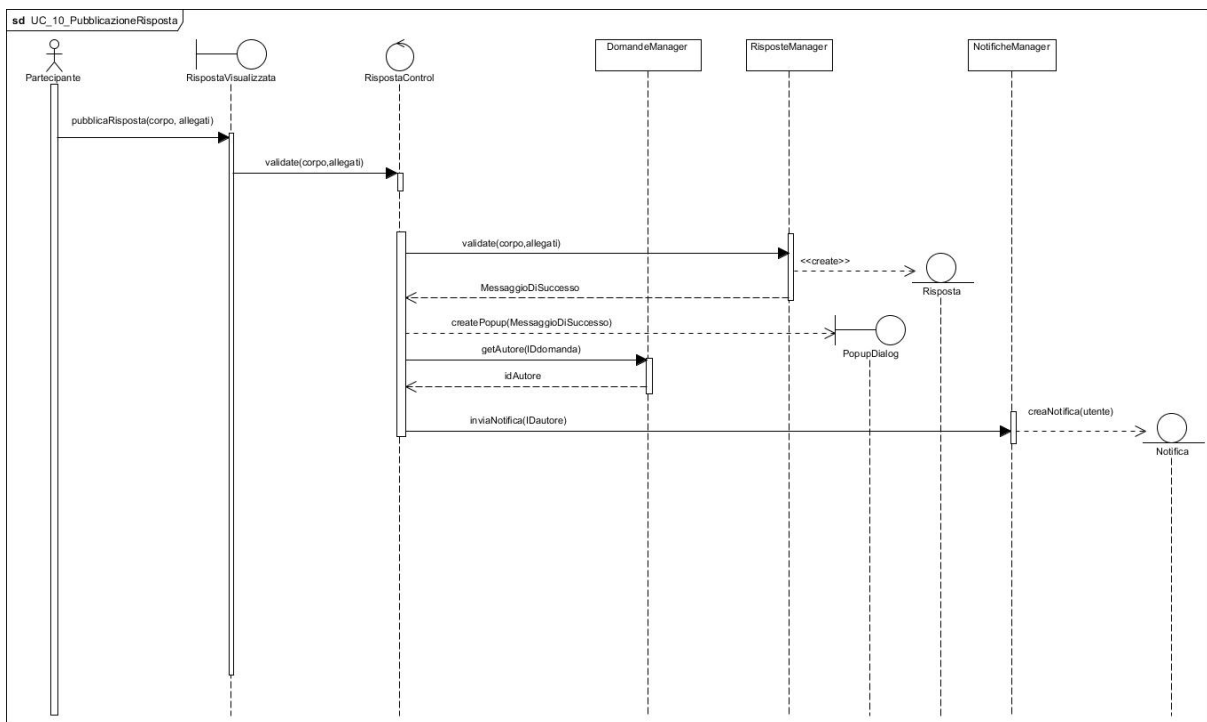 sd UC_10_PubblicazioneRisposta
DomandeManager
RisposteManager
NotificheManager
Partecipante
RispostaVisualizzata
RispostaControl
pubblicaRisposta(corpo, allegati)
validate(corpo,allegati)
validate(corpo,allegati)
<<create>>
Risposta
MessaggioDiSuccesso
createPopup(MessaggioDiSuccesso)
PopupDialog
getAutore(IDdomanda)
idAutore
inviaNotifica(IDautore)
creaNotifica(utente)
Notifica